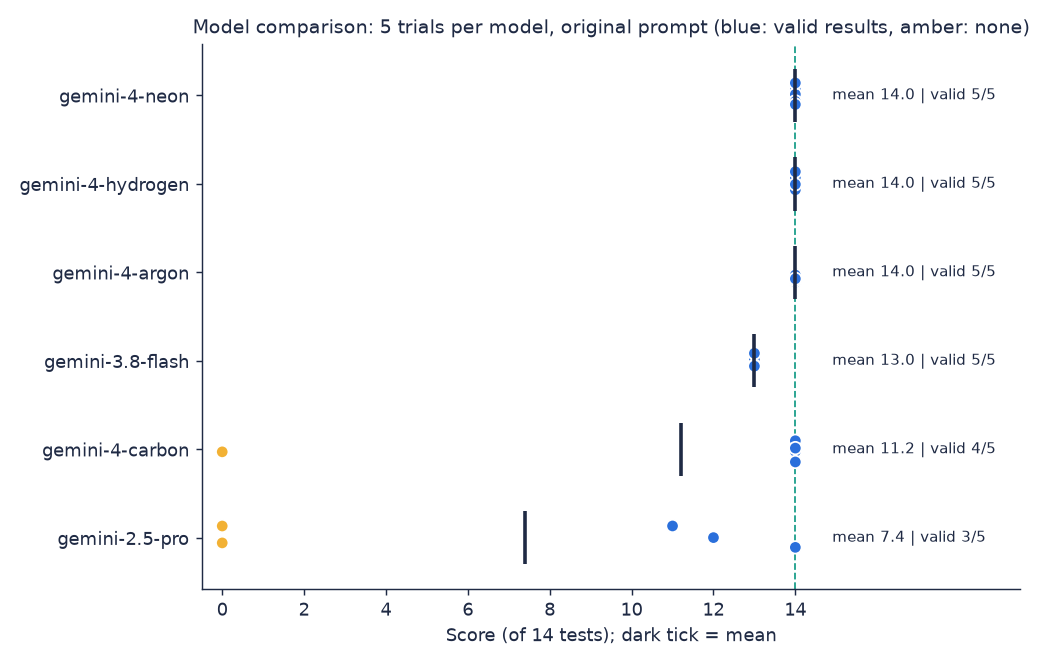 Model comparison: 5 trials per model, original prompt (blue: valid results, amber: none)
gemini-4-neon
mean 14.0 | valid 5/5
gemini-4-hydrogen
mean 14.0 | valid 5/5
gemini-4-argon
mean 14.0 | valid 5/5
gemini-3.8-flash
mean 13.0 | valid 5/5
gemini-4-carbon
mean 11.2 | valid 4/5
gemini-2.5-pro
mean 7.4 | valid 3/5
0 2 4 6 8 10 12 14
Score (of 14 tests); dark tick = mean